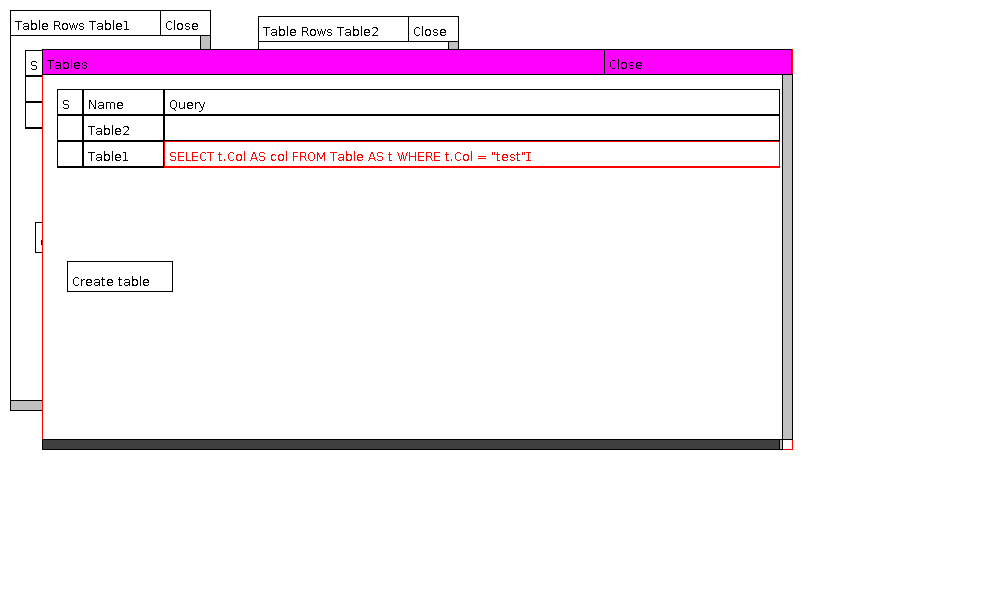 Table Rows Table1 Close
Table Rows Table2 Close
S
Tables Close
S Name Query
Table2
Table1 SELECT t.Col AS col FROM Table AS t WHERE t.Col = "test"I
Create table